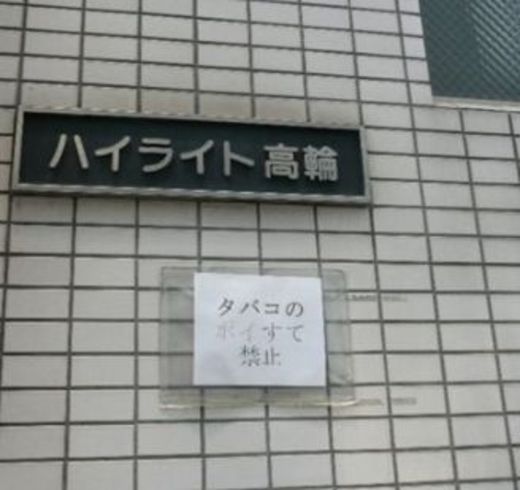 ハイライト高輪
タバコの
ポイすて
禁止